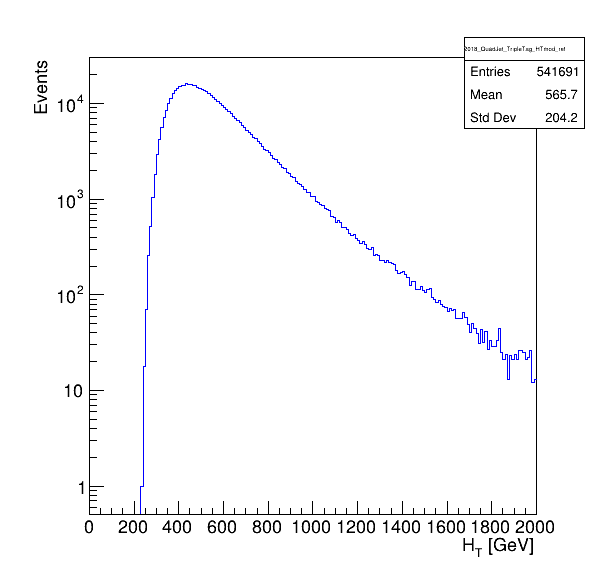 2018_QuadJet_TripleTag_HTmod_ref
Entries 541691
Mean 565.7
Std Dev 204.2
Events
10^4
10^3
10^2
10
1
0 200 400 600 800 1000 1200 1400 1600 1800 2000
H_T [GeV]